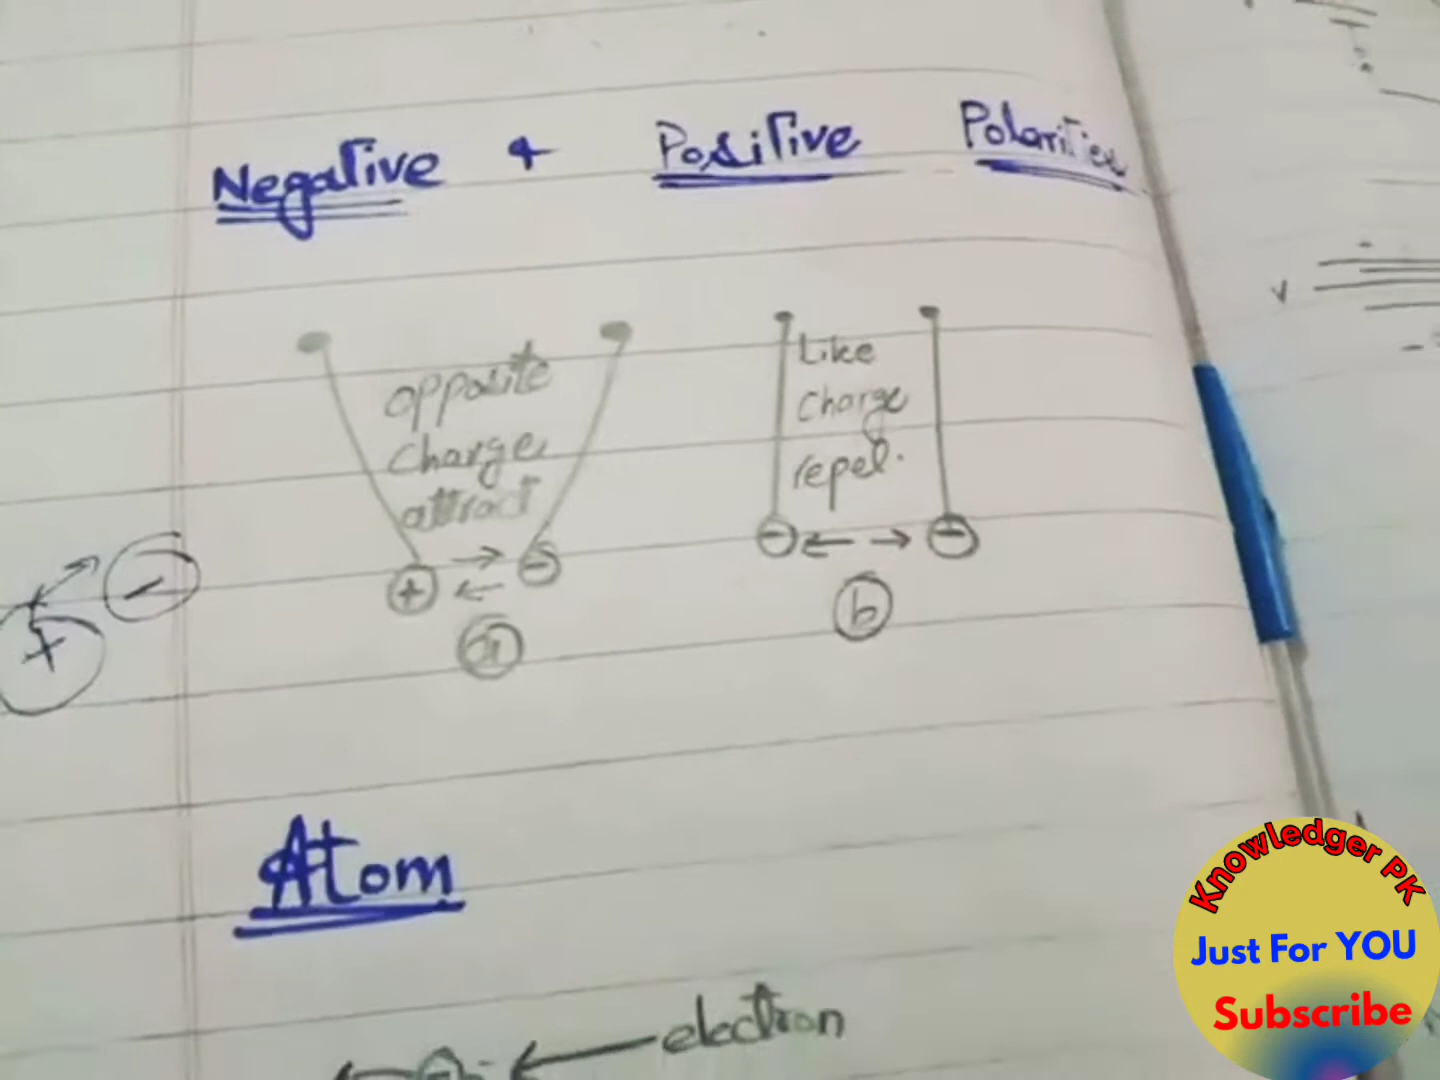 Negative & Positive Polarities
opposite
charge
attract
+ −
a
Like
charge
repel.
− −
b
−
+
Atom
electron
Knowledger PK
Just For YOU
Subscribe